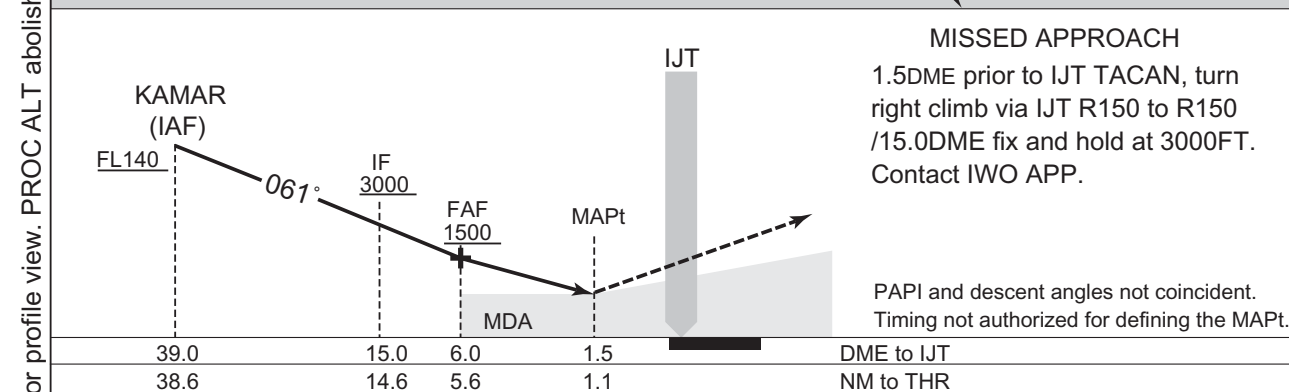 or profile view. PROC ALT abolish
KAMAR
(IAF)
FL140
061°
IF
3000
FAF
1500
MAPt
IJT
MDA
MISSED APPROACH
1.5DME prior to IJT TACAN, turn
right climb via IJT R150 to R150
/15.0DME fix and hold at 3000FT.
Contact IWO APP.
PAPI and descent angles not coincident.
Timing not authorized for defining the MAPt.
39.0 15.0 6.0 1.5 DME to IJT
38.6 14.6 5.6 1.1 NM to THR